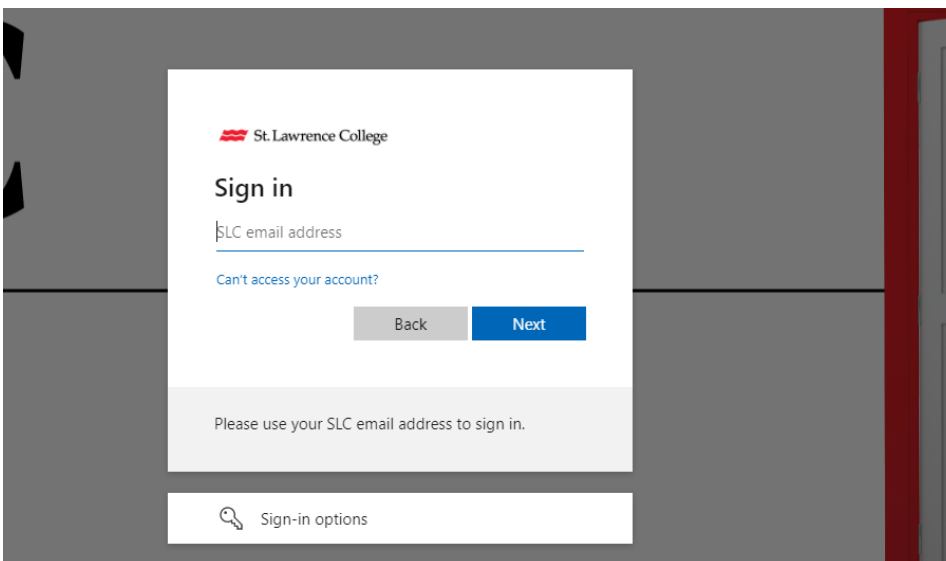 St. Lawrence College
Sign in
SLC email address
Can't access your account?
Back Next
Please use your SLC email address to sign in.
Sign-in options